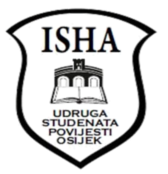 ISHA
UDRUGA
STUDENATA
POVIJESTI
OSIJEK